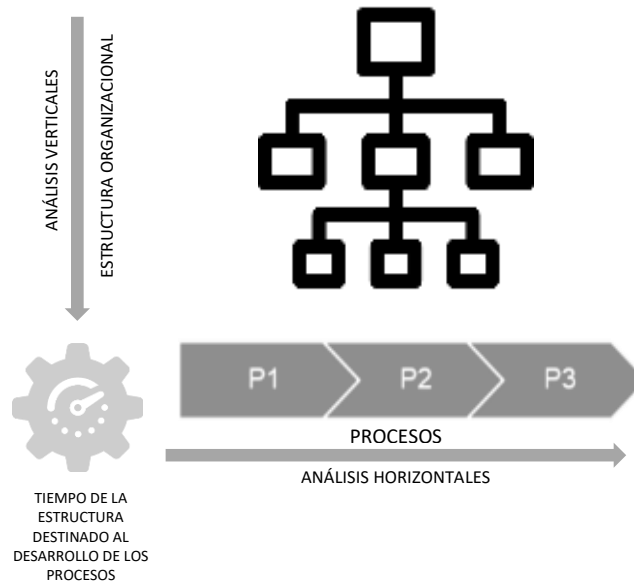 ANÁLISIS VERTICALES
ESTRUCTURA ORGANIZACIONAL
P1
P2
P3
PROCESOS
ANÁLISIS HORIZONTALES
TIEMPO DE LA
ESTRUCTURA
DESTINADO AL
DESARROLLO DE LOS
PROCESOS